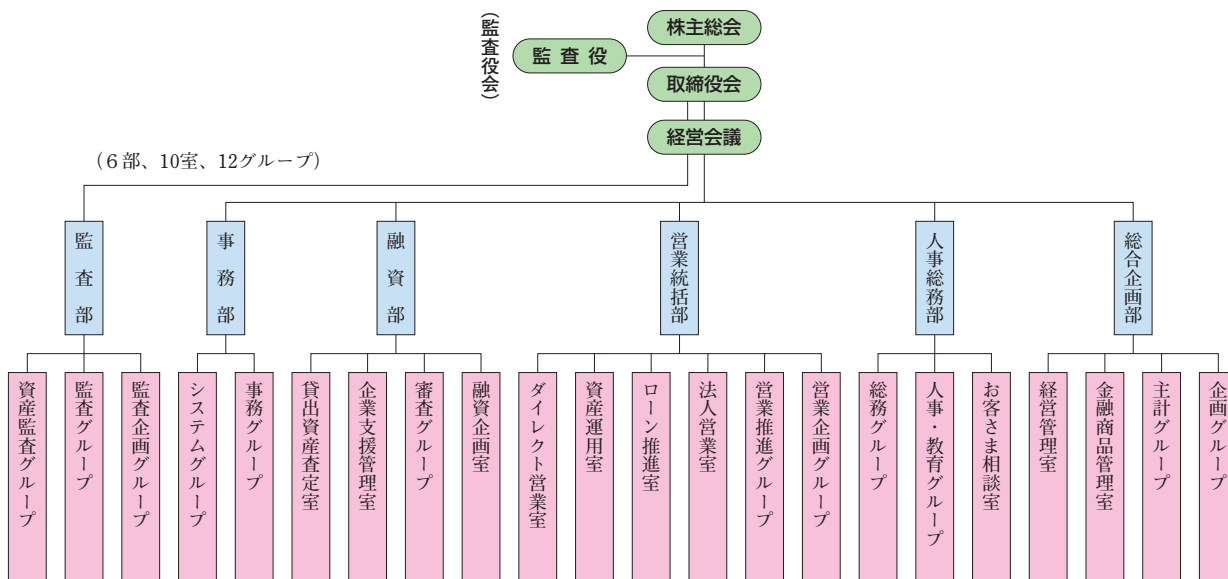 (監査役会)
株主総会
監査役
取締役会
経営会議
(6部、10室、12グループ)
監査部
事務部
融資部
営業統括部
人事総務部
総合企画部
資産監査グループ
監査グループ
監査企画グループ
システムグループ
事務グループ
貸出資産査定室
企業支援管理室
審査グループ
融資企画室
ダイレクト営業室
資産運用室
ローン推進室
法人営業室
営業推進グループ
営業企画グループ
総務グループ
人事・教育グループ
お客さま相談室
経営管理室
金融商品管理室
主計グループ
企画グループ